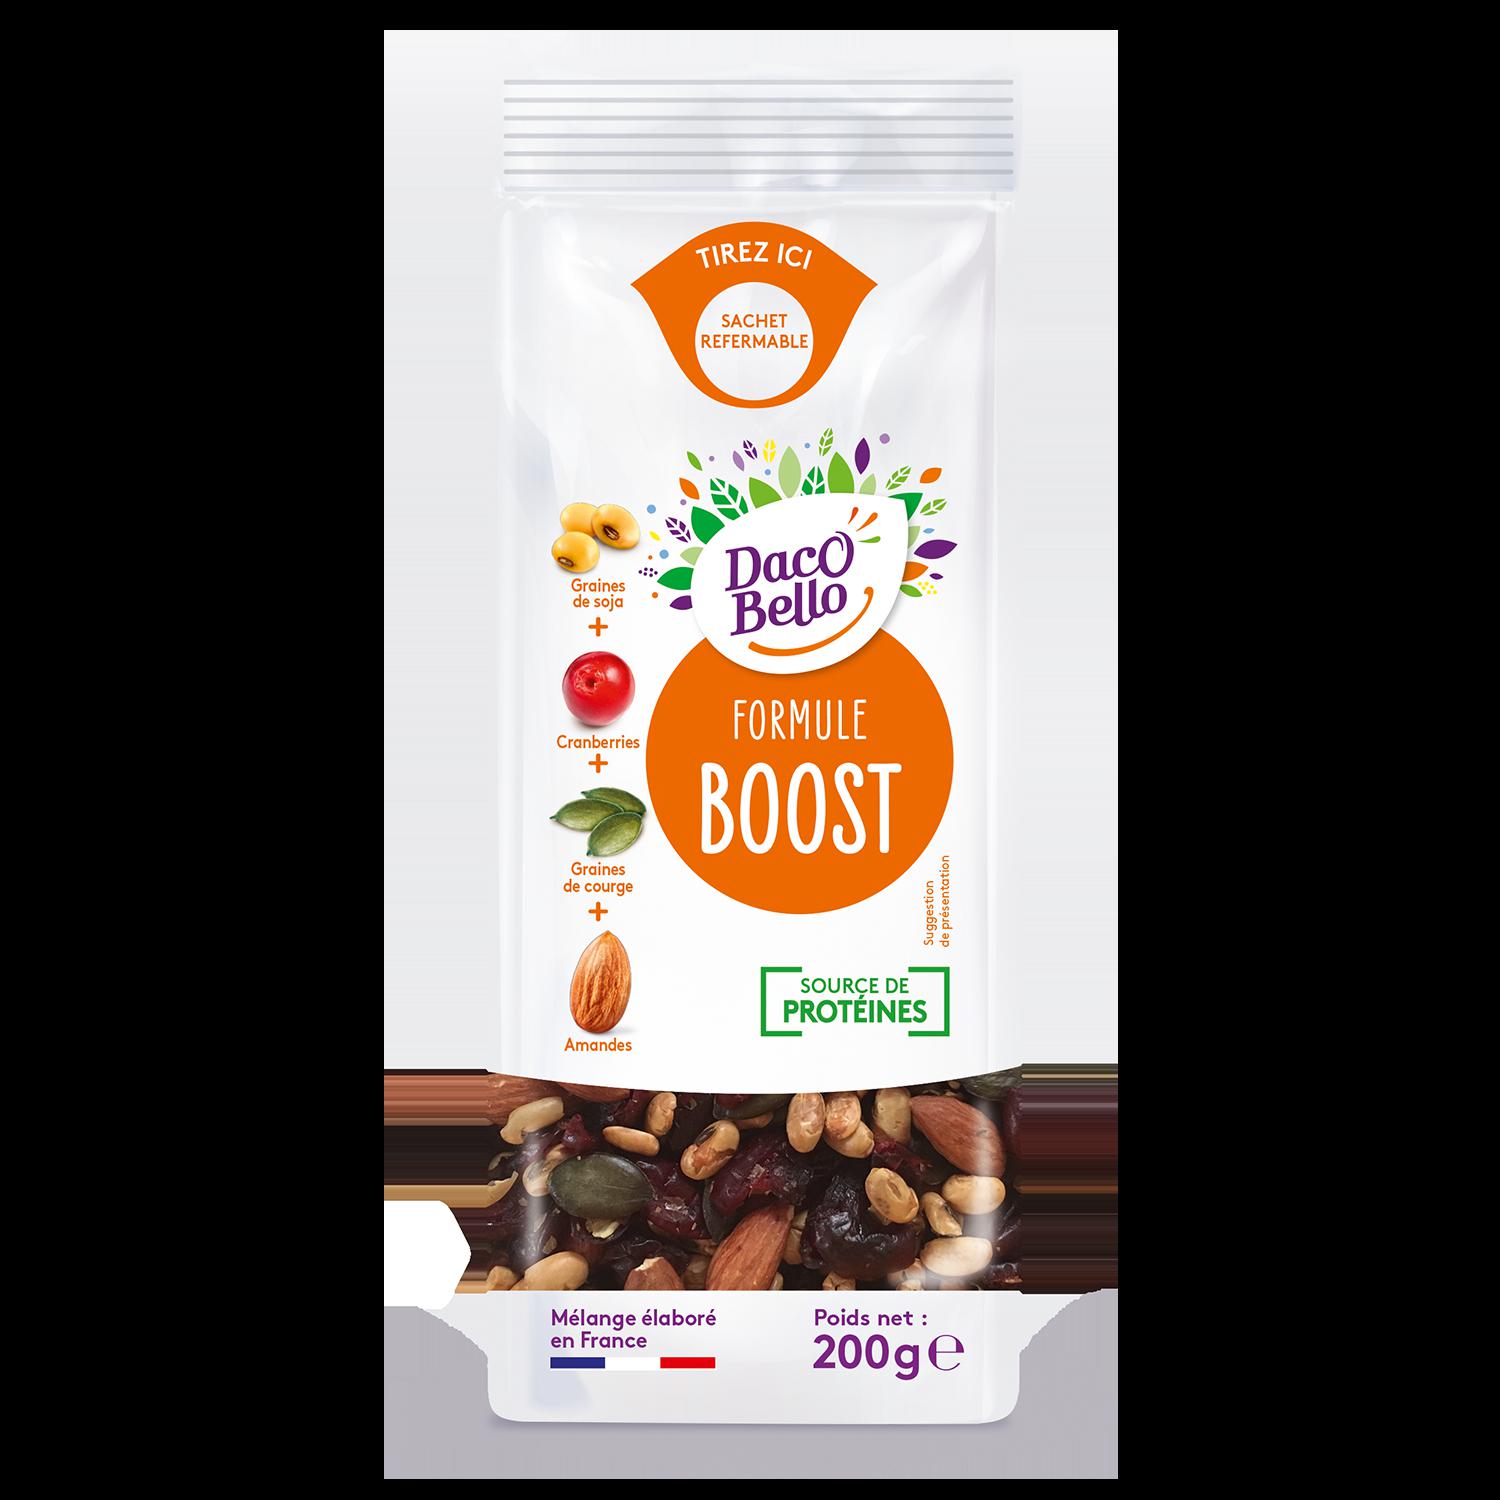 TIREZ ICI
SACHET
REFERMABLE
Daco
Bello
Graines
de soja
+
Cranberries
+
Graines
de courge
+
Amandes
FORMULE
BOOST
Suggestion
de présentation
SOURCE DE
PROTÉINES
Mélange élaboré
en France
Poids net :
200g e